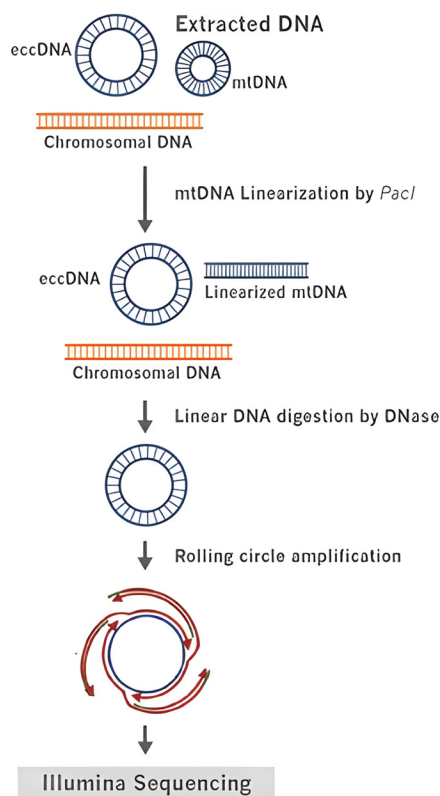 Extracted DNA
eccDNA
mtDNA
Chromosomal DNA
mtDNA Linearization by PacI
eccDNA
Linearized mtDNA
Chromosomal DNA
Linear DNA digestion by DNase
Rolling circle amplification
Illumina Sequencing